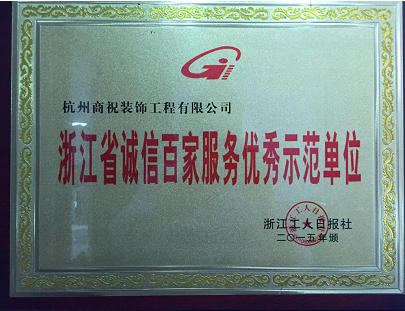 杭州商祝装饰工程有限公司
浙江省诚信百家服务优秀示范单位
浙江工人日报社
二〇一五年颁